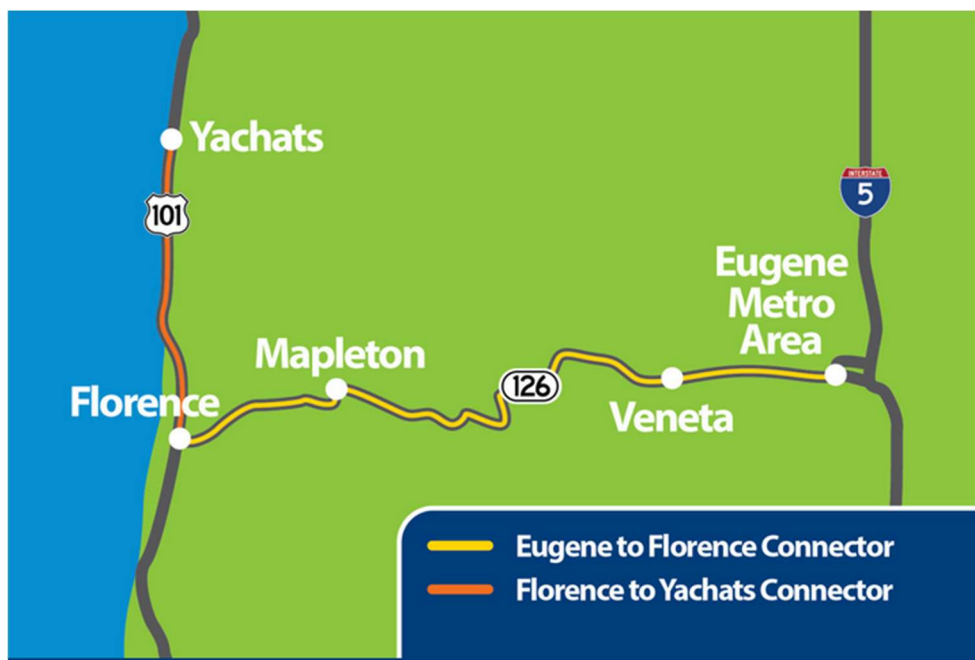 Yachats
101
INTERSTATE
5
Eugene
Metro
Area
Mapleton
126
Florence
Veneta
Eugene to Florence Connector
Florence to Yachats Connector